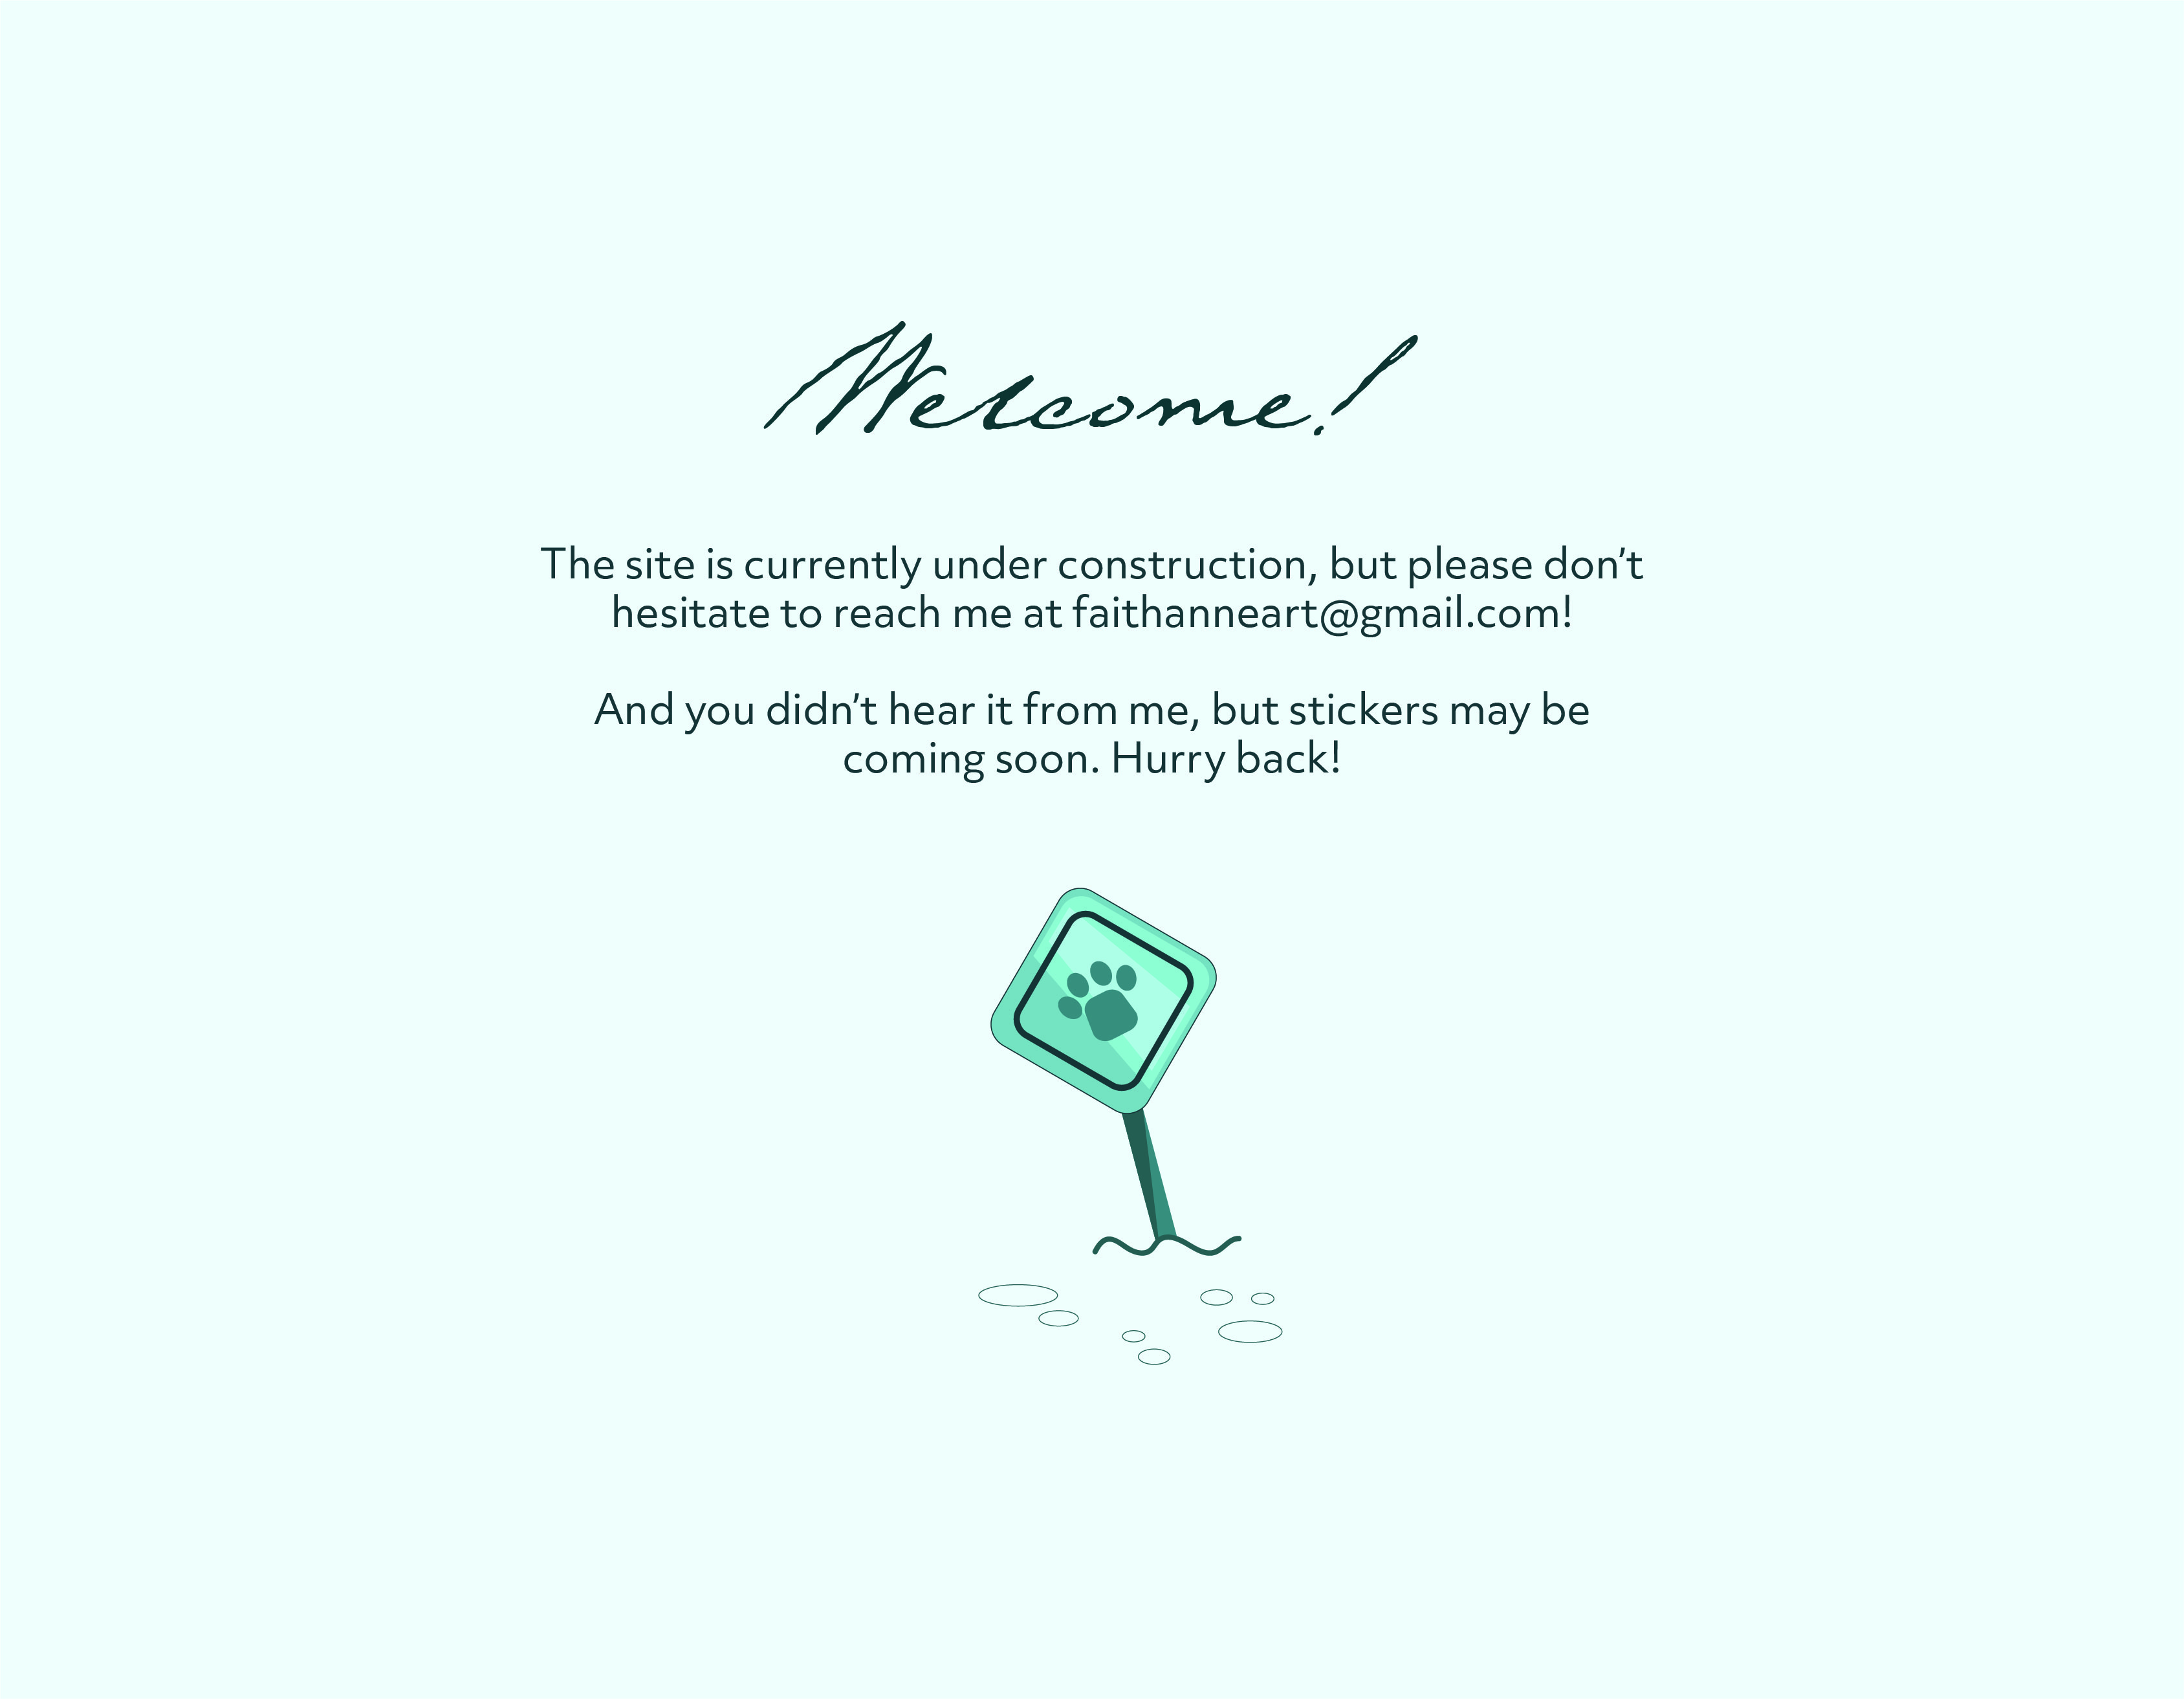 Welcome!
The site is currently under construction, but please don’t
hesitate to reach me at faithanneart@gmail.com!
And you didn’t hear it from me, but stickers may be
coming soon. Hurry back!